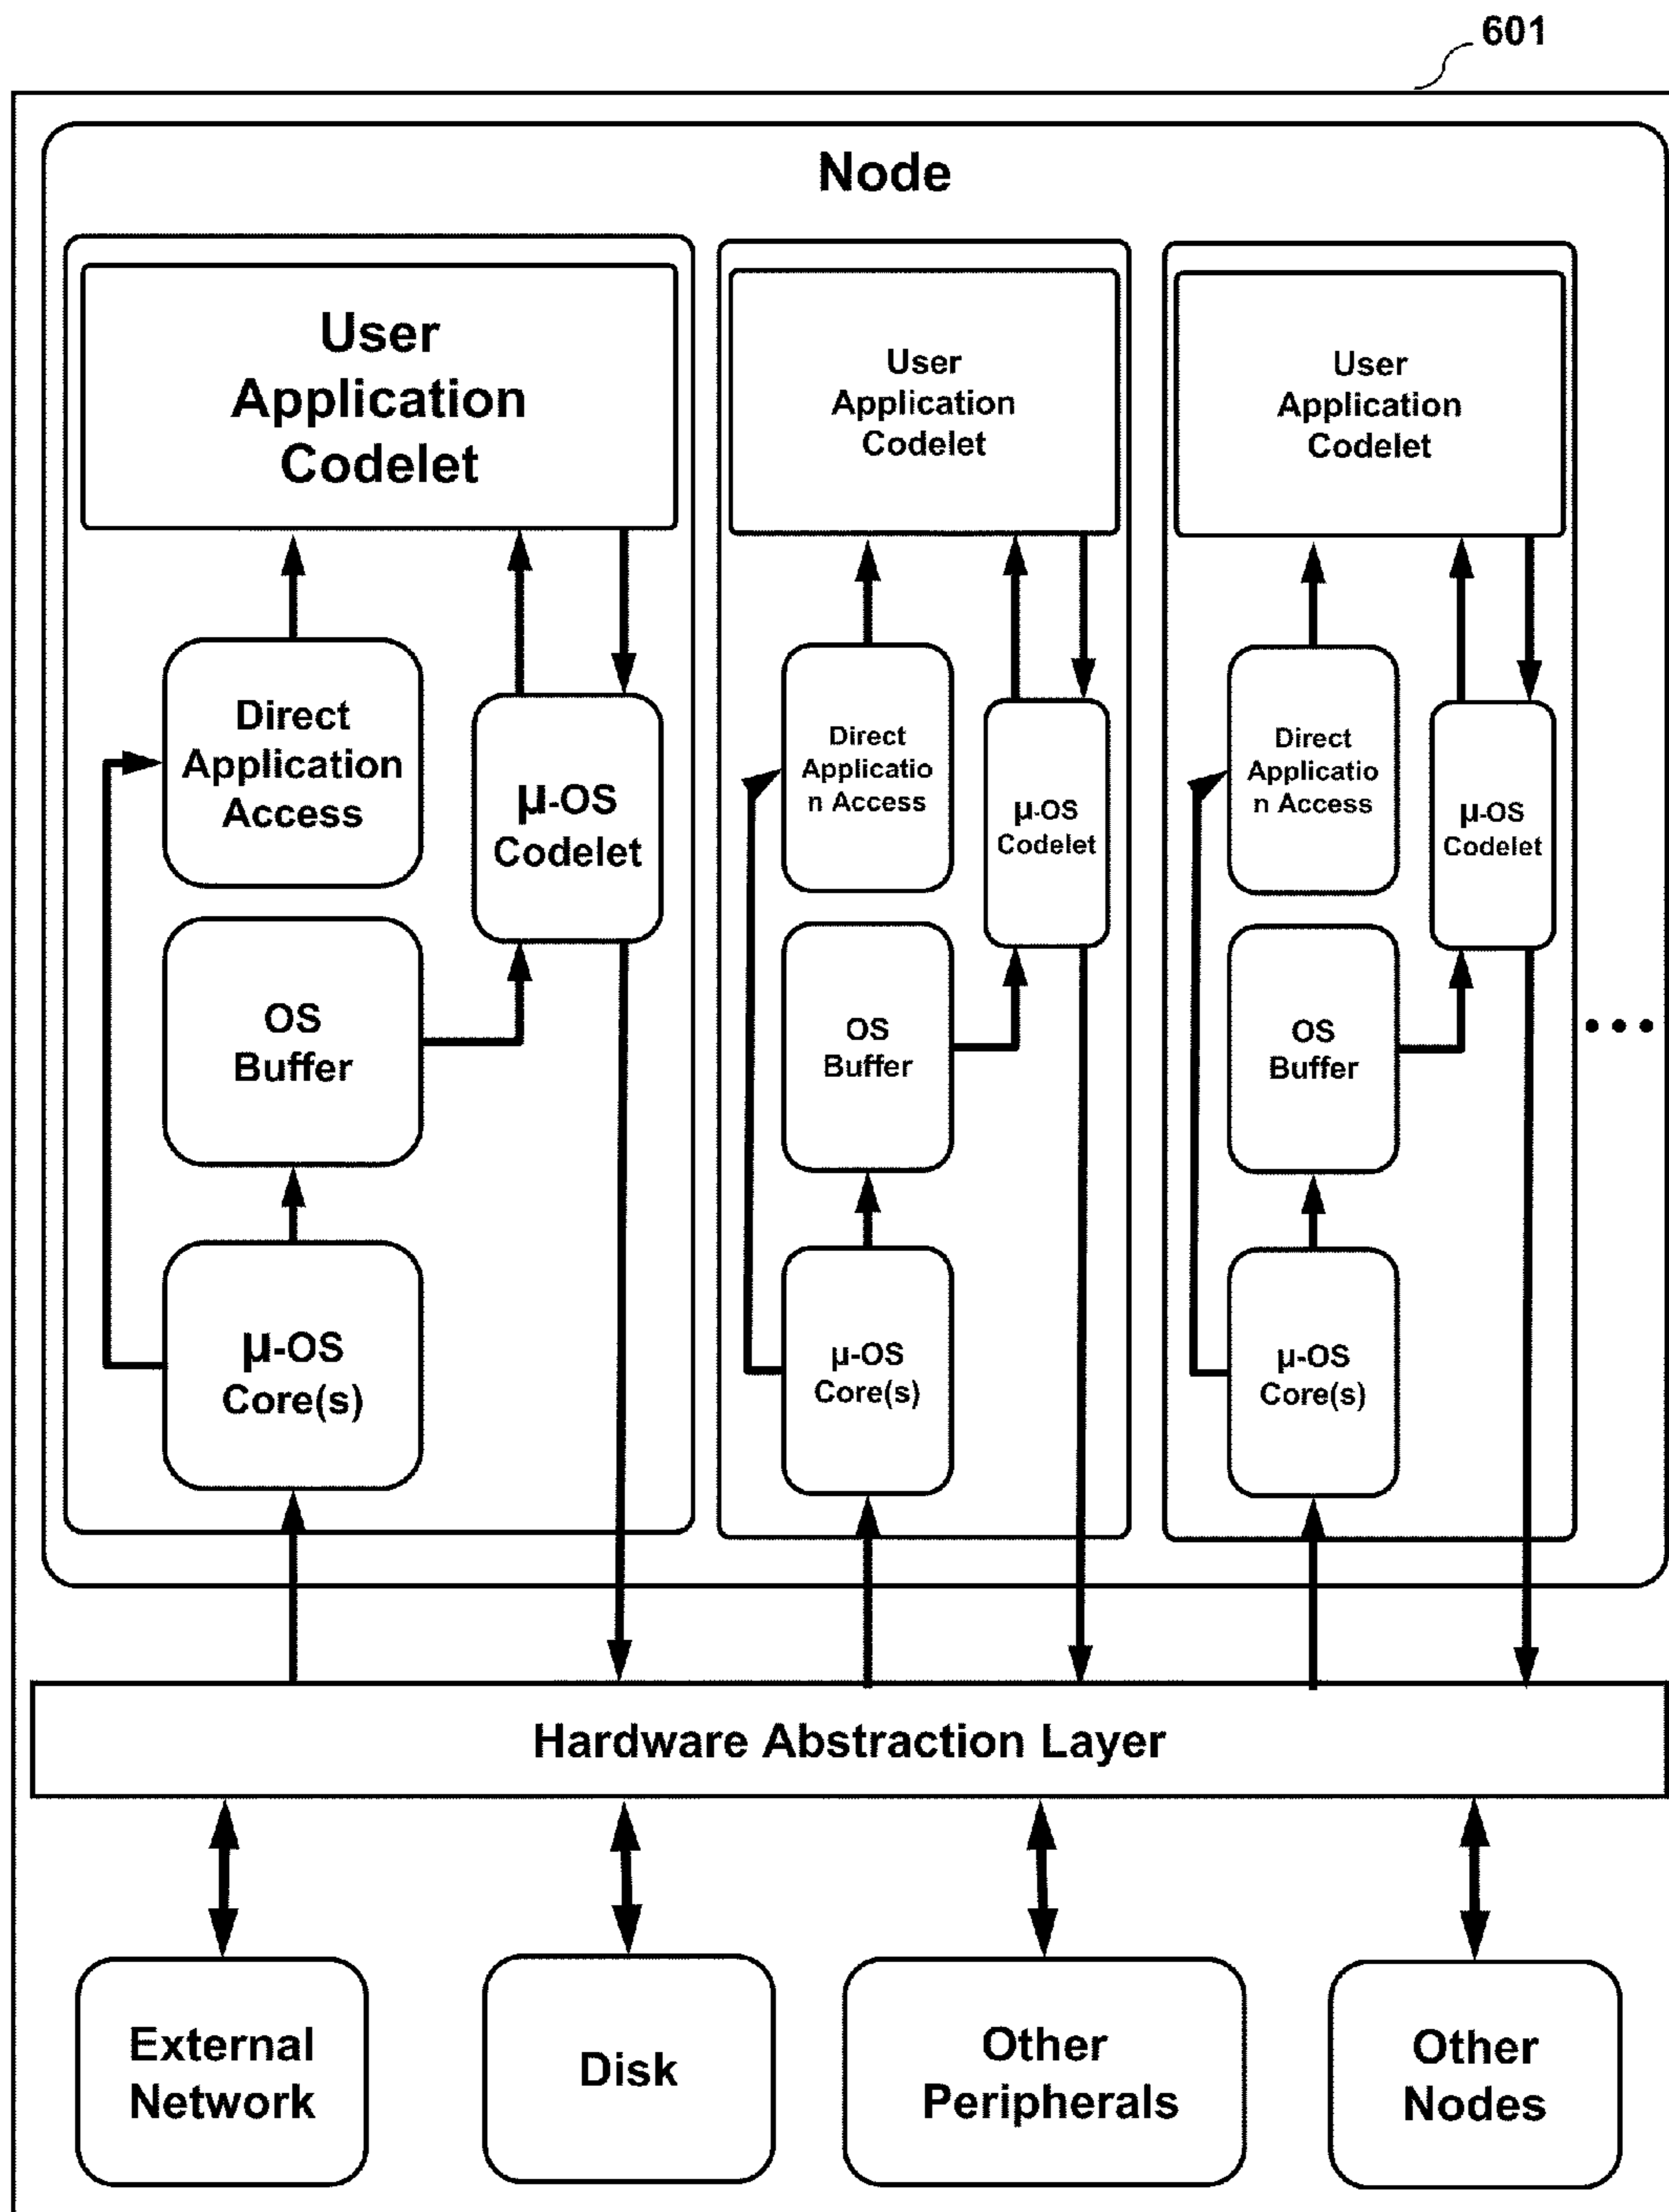 601
Node
User
Application
Codelet
Direct
Application
Access
µ-OS
Codelet
OS
Buffer
µ-OS
Core(s)
User
Application
Codelet
Direct
Applicatio
n Access
µ-OS
Codelet
OS
Buffer
µ-OS
Core(s)
User
Application
Codelet
Direct
Applicatio
n Access
µ-OS
Codelet
OS
Buffer
µ-OS
Core(s)
...
Hardware Abstraction Layer
External
Network
Disk
Other
Peripherals
Other
Nodes